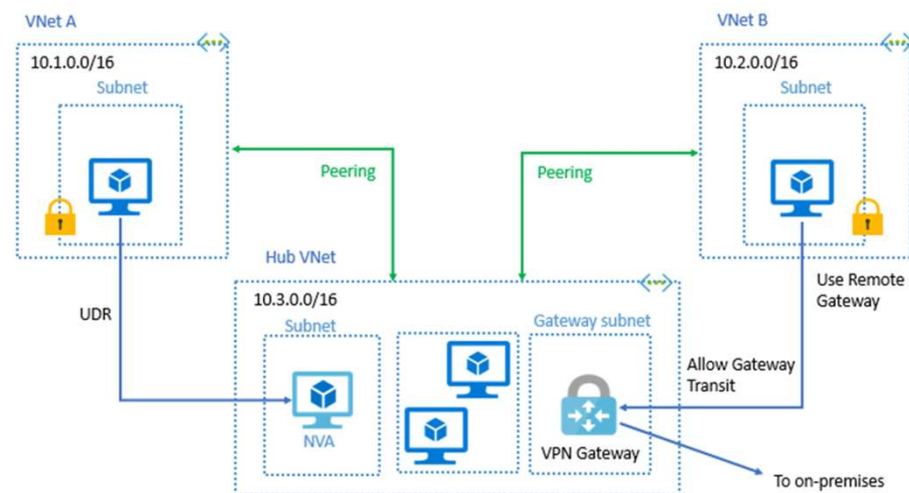 VNet A
10.1.0.0/16
Subnet
VNet B
10.2.0.0/16
Subnet
Peering
Peering
UDR
Use Remote
Gateway
Hub VNet
10.3.0.0/16
Subnet
NVA
Gateway subnet
VPN Gateway
Allow Gateway
Transit
To on-premises